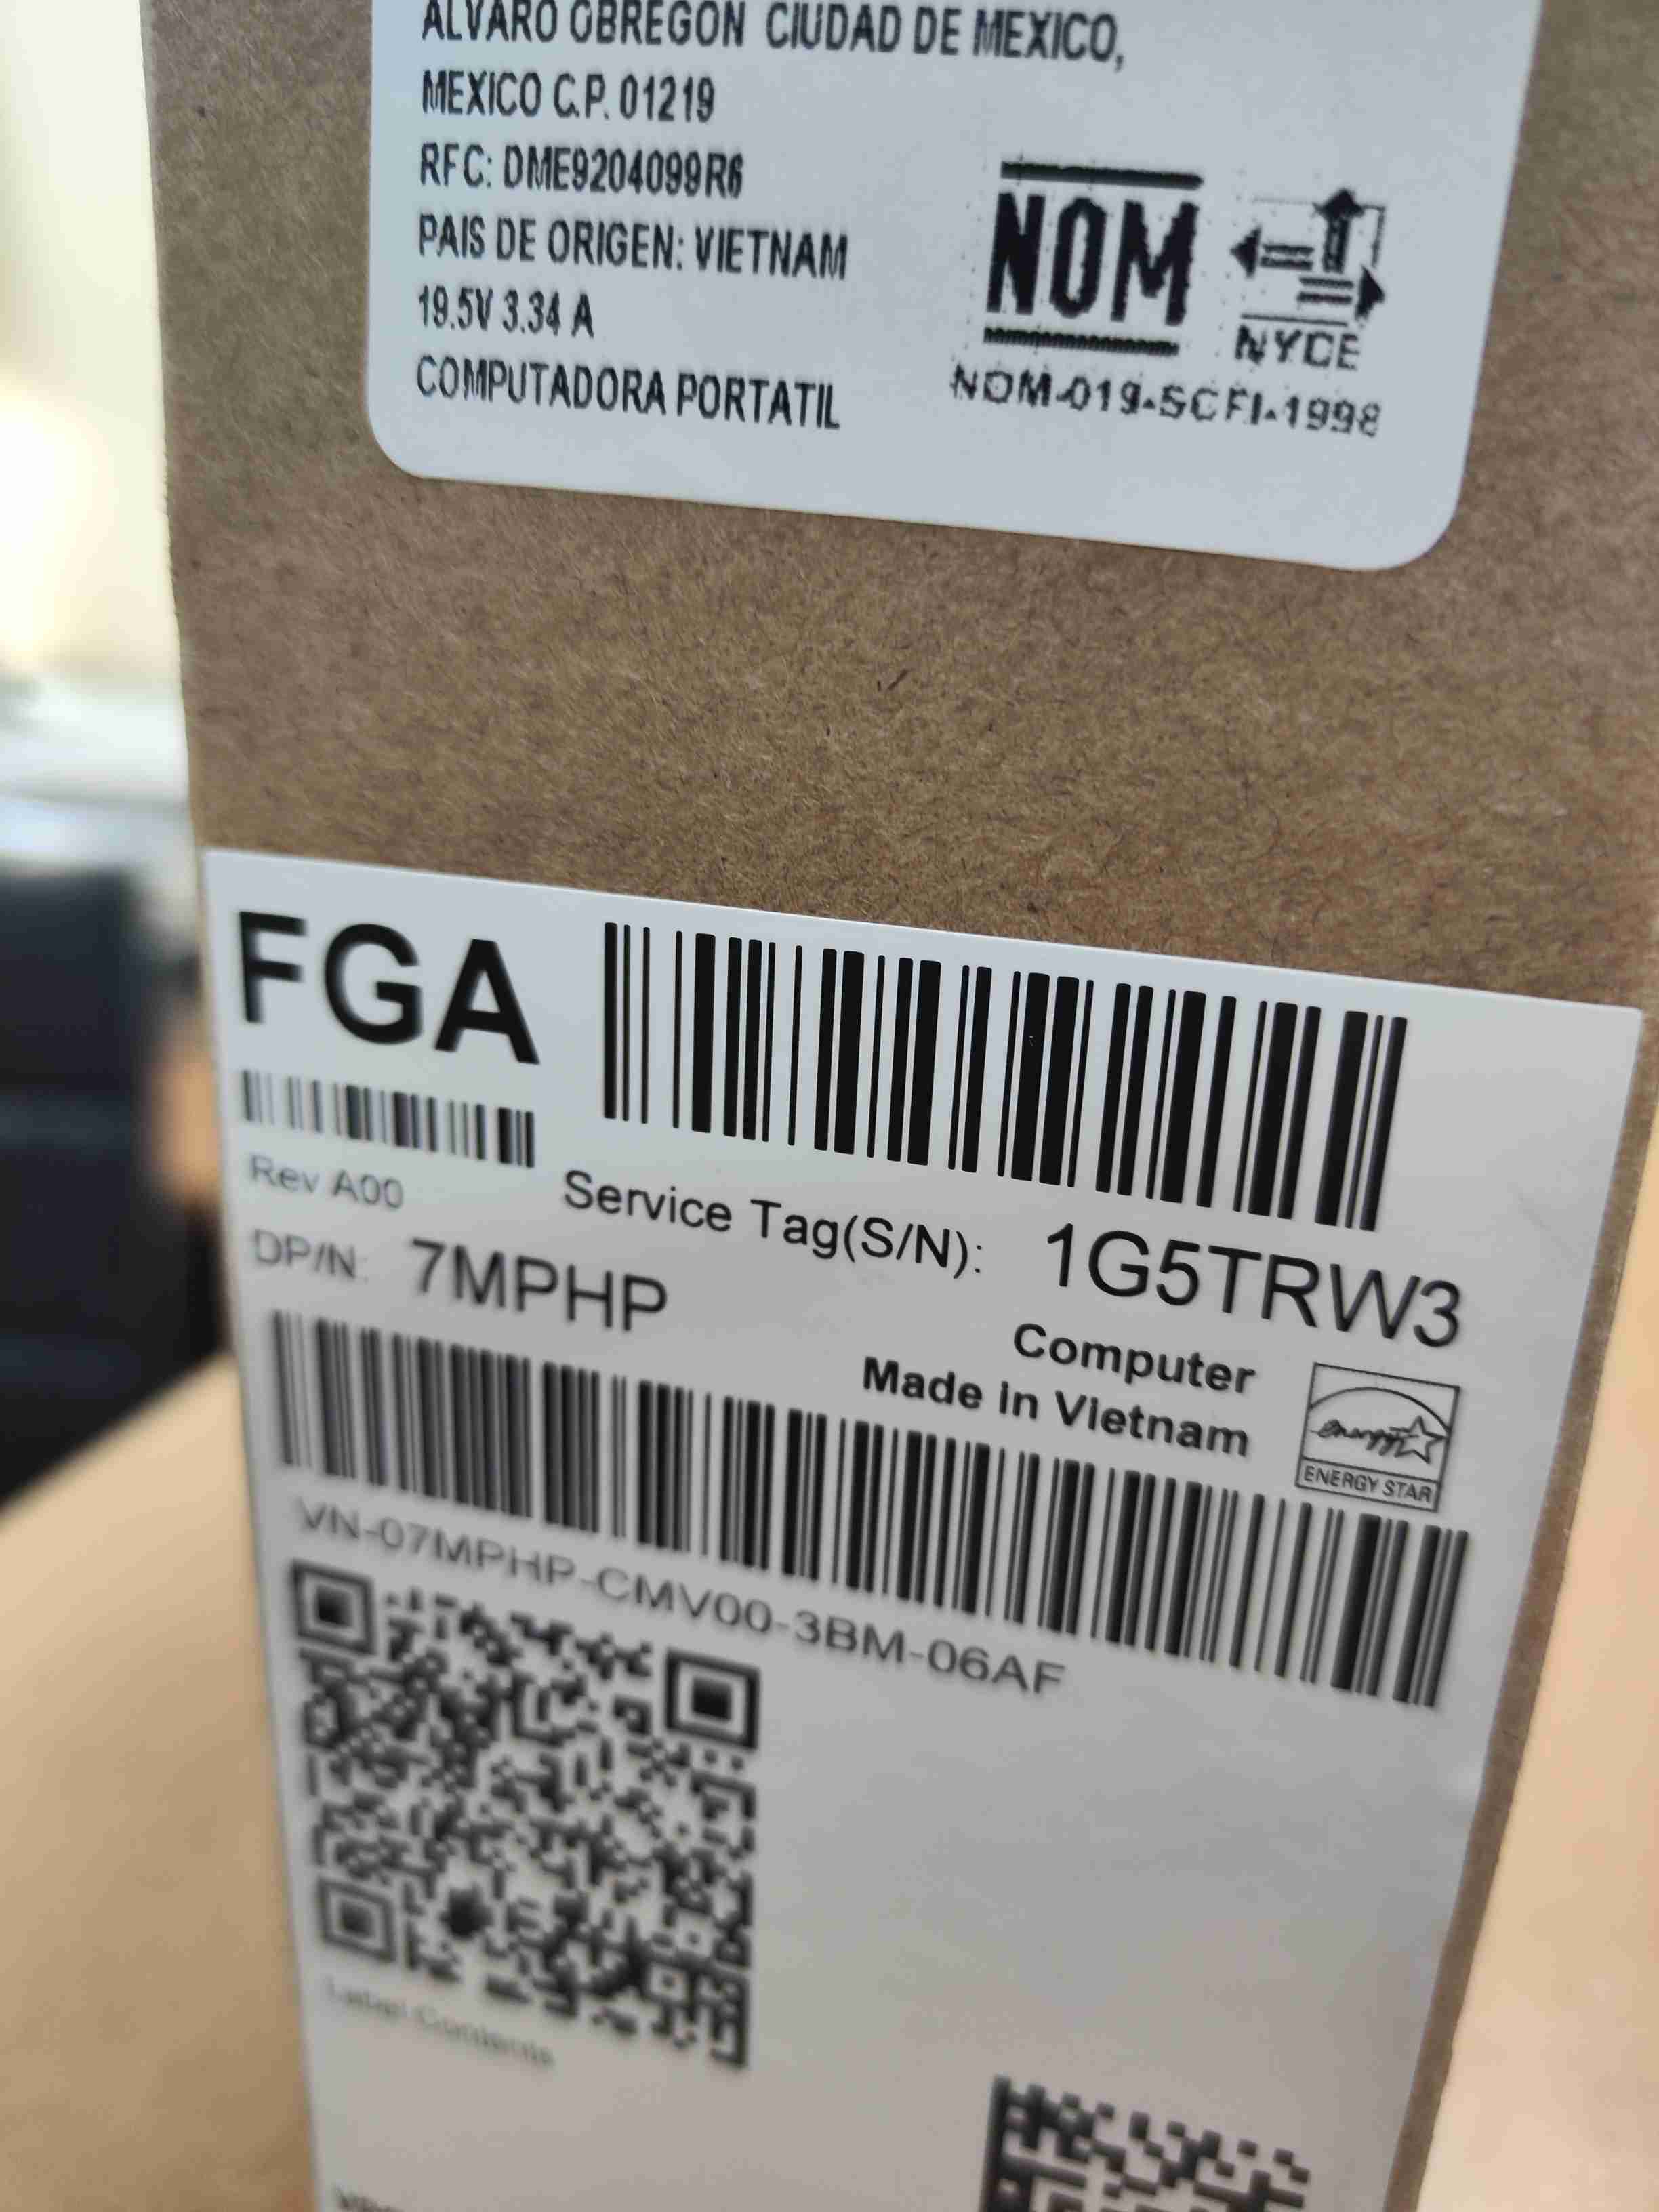 ALVARO OBREGON CIUDAD DE MEXICO,
MEXICO C.P. 01219
RFC: DME9204099R6
PAIS DE ORIGEN: VIETNAM
19.5V 3.34 A
COMPUTADORA PORTATIL
NOM
NYCE
NOM-019-SCFI-1998
FGA
Rev A00
Service Tag(S/N): 1G5TRW3
DP/N: 7MPHP
Computer
Made in Vietnam
energy
ENERGY STAR
VN-07MPHP-CMV00-3BM-06AF
Label Contents